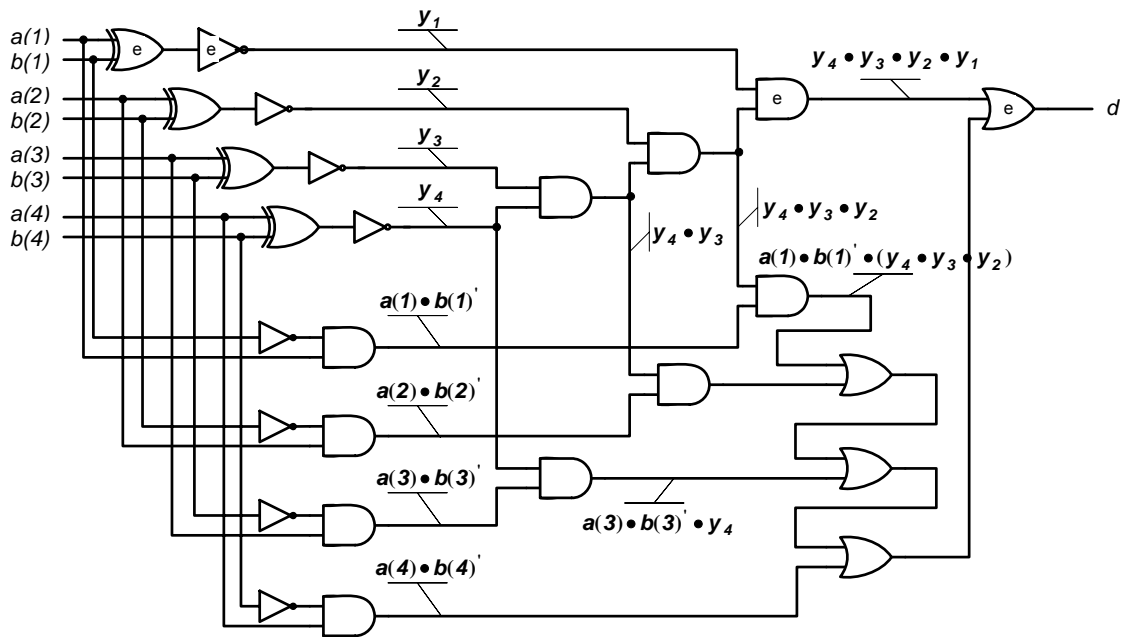 y₁
a(1)
e
e
b(1)
y₄ • y₃ • y₂ • y₁
y₂
a(2)
e
e
d
b(2)
y₃
a(3)
b(3)
y₄
a(4)
b(4)
y₄ • y₃
y₄ • y₃ • y₂
a(1) • b(1)' • (y₄ • y₃ • y₂)
a(1) • b(1)'
a(2) • b(2)'
a(3) • b(3)'
a(3) • b(3)' • y₄
a(4) • b(4)'